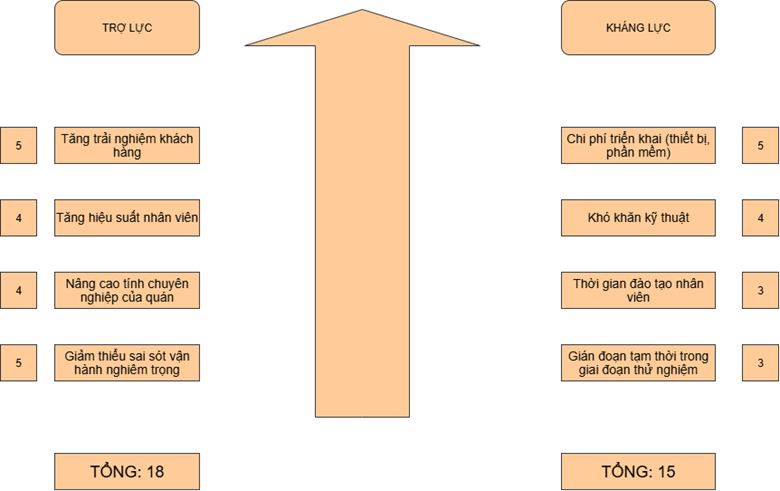 TRỢ LỰC
KHÁNG LỰC
5
Tăng trải nghiệm khách
hàng
Chi phí triển khai (thiết bị,
phần mềm)
5
4
Tăng hiệu suất nhân viên
Khó khăn kỹ thuật
4
4
Nâng cao tính chuyên
nghiệp của quán
Thời gian đào tạo nhân
viên
3
5
Giảm thiểu sai sót vận
hành nghiêm trọng
Gián đoạn tạm thời trong
giai đoạn thử nghiệm
3
TỔNG: 18
TỔNG: 15